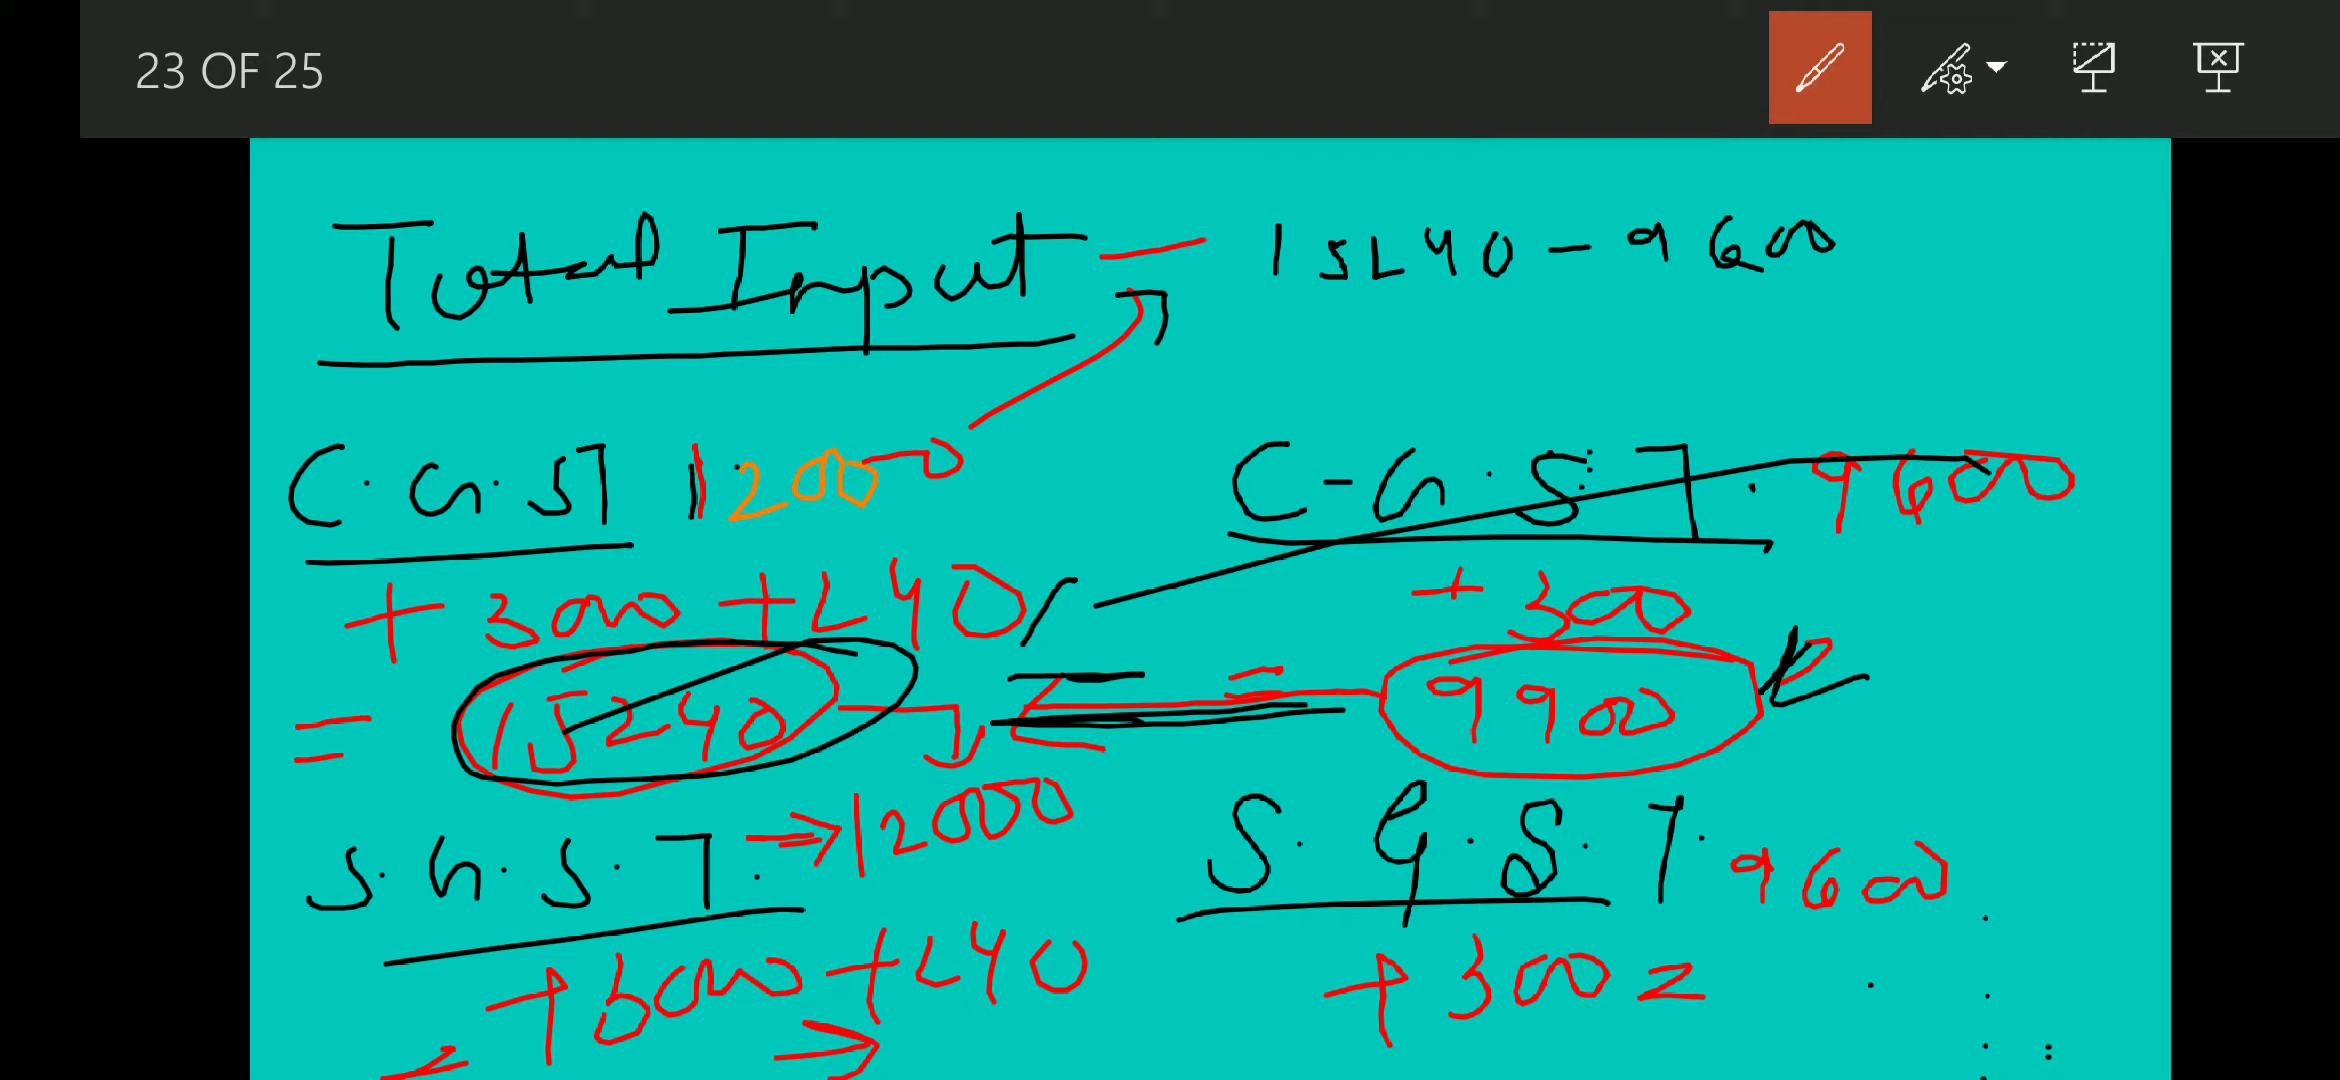 23 OF 25
Total Input - 15240 - 9600
C.G.ST 12000
+ 3000 + 240
= 15240
S.G.S.T. → 12000
+ 3000 + 240
C-G.S.T. 9600
+ 300
= 9900
S.G.S.T. 9600
+ 300 =